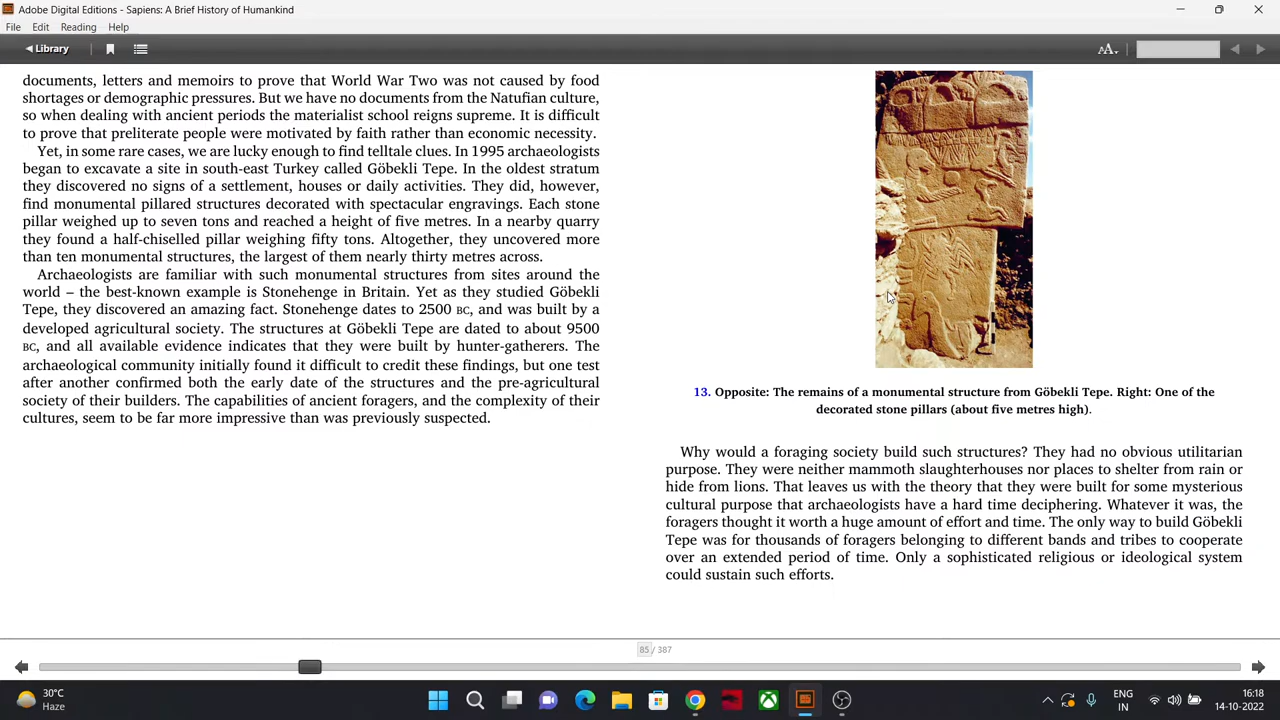 Adobe Digital Editions - Sapiens: A Brief History of Humankind
File Edit Reading Help
Library
AA
documents, letters and memoirs to prove that World War Two was not caused by food
shortages or demographic pressures. But we have no documents from the Natufian culture,
so when dealing with ancient periods the materialist school reigns supreme. It is difficult
to prove that preliterate people were motivated by faith rather than economic necessity.
Yet, in some rare cases, we are lucky enough to find telltale clues. In 1995 archaeologists
began to excavate a site in south-east Turkey called Göbekli Tepe. In the oldest stratum
they discovered no signs of a settlement, houses or daily activities. They did, however,
find monumental pillared structures decorated with spectacular engravings. Each stone
pillar weighed up to seven tons and reached a height of five metres. In a nearby quarry
they found a half-chiselled pillar weighing fifty tons. Altogether, they uncovered more
than ten monumental structures, the largest of them nearly thirty metres across.
Archaeologists are familiar with such monumental structures from sites around the
world – the best-known example is Stonehenge in Britain. Yet as they studied Göbekli
Tepe, they discovered an amazing fact. Stonehenge dates to 2500 BC, and was built by a
developed agricultural society. The structures at Göbekli Tepe are dated to about 9500
BC, and all available evidence indicates that they were built by hunter-gatherers. The
archaeological community initially found it difficult to credit these findings, but one test
after another confirmed both the early date of the structures and the pre-agricultural
society of their builders. The capabilities of ancient foragers, and the complexity of their
cultures, seem to be far more impressive than was previously suspected.
13. Opposite: The remains of a monumental structure from Göbekli Tepe. Right: One of the
decorated stone pillars (about five metres high).
Why would a foraging society build such structures? They had no obvious utilitarian
purpose. They were neither mammoth slaughterhouses nor places to shelter from rain or
hide from lions. That leaves us with the theory that they were built for some mysterious
cultural purpose that archaeologists have a hard time deciphering. Whatever it was, the
foragers thought it worth a huge amount of effort and time. The only way to build Göbekli
Tepe was for thousands of foragers belonging to different bands and tribes to cooperate
over an extended period of time. Only a sophisticated religious or ideological system
could sustain such efforts.
85 / 387
30°C
Haze
ENG
IN
16:18
14-10-2022